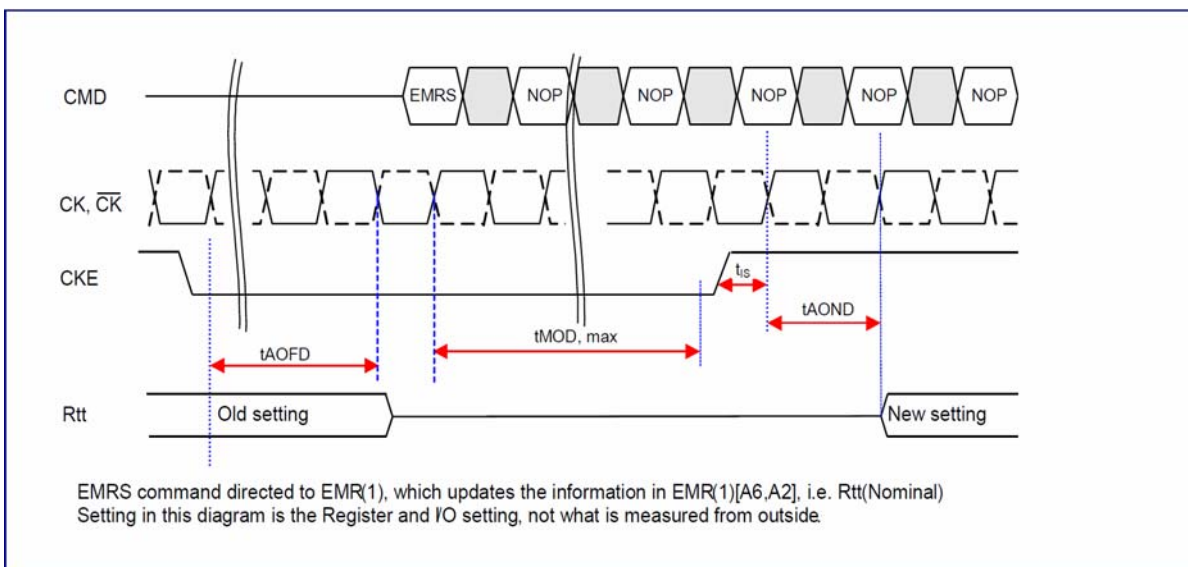 CMD
EMRS NOP NOP NOP NOP NOP
CK, C̅K̅
CKE
tIS
tAOND
tMOD, max
tAOFD
Rtt
Old setting
New setting
EMRS command directed to EMR(1), which updates the information in EMR(1)[A6,A2], i.e. Rtt(Nominal)
Setting in this diagram is the Register and I/O setting, not what is measured from outside.